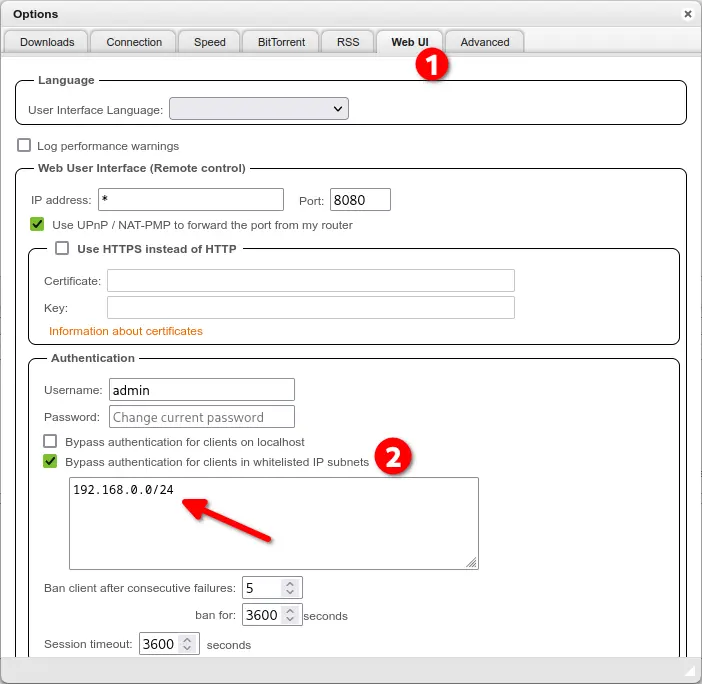 Options
Downloads Connection Speed BitTorrent RSS Web UI Advanced
1
Language
User Interface Language:
Log performance warnings
Web User Interface (Remote control)
IP address: * Port: 8080
Use UPnP / NAT-PMP to forward the port from my router
Use HTTPS instead of HTTP
Certificate:
Key:
Information about certificates
Authentication
Username: admin
Password: Change current password
Bypass authentication for clients on localhost
Bypass authentication for clients in whitelisted IP subnets 2
192.168.0.0/24
Ban client after consecutive failures: 5
ban for: 3600 seconds
Session timeout: 3600 seconds